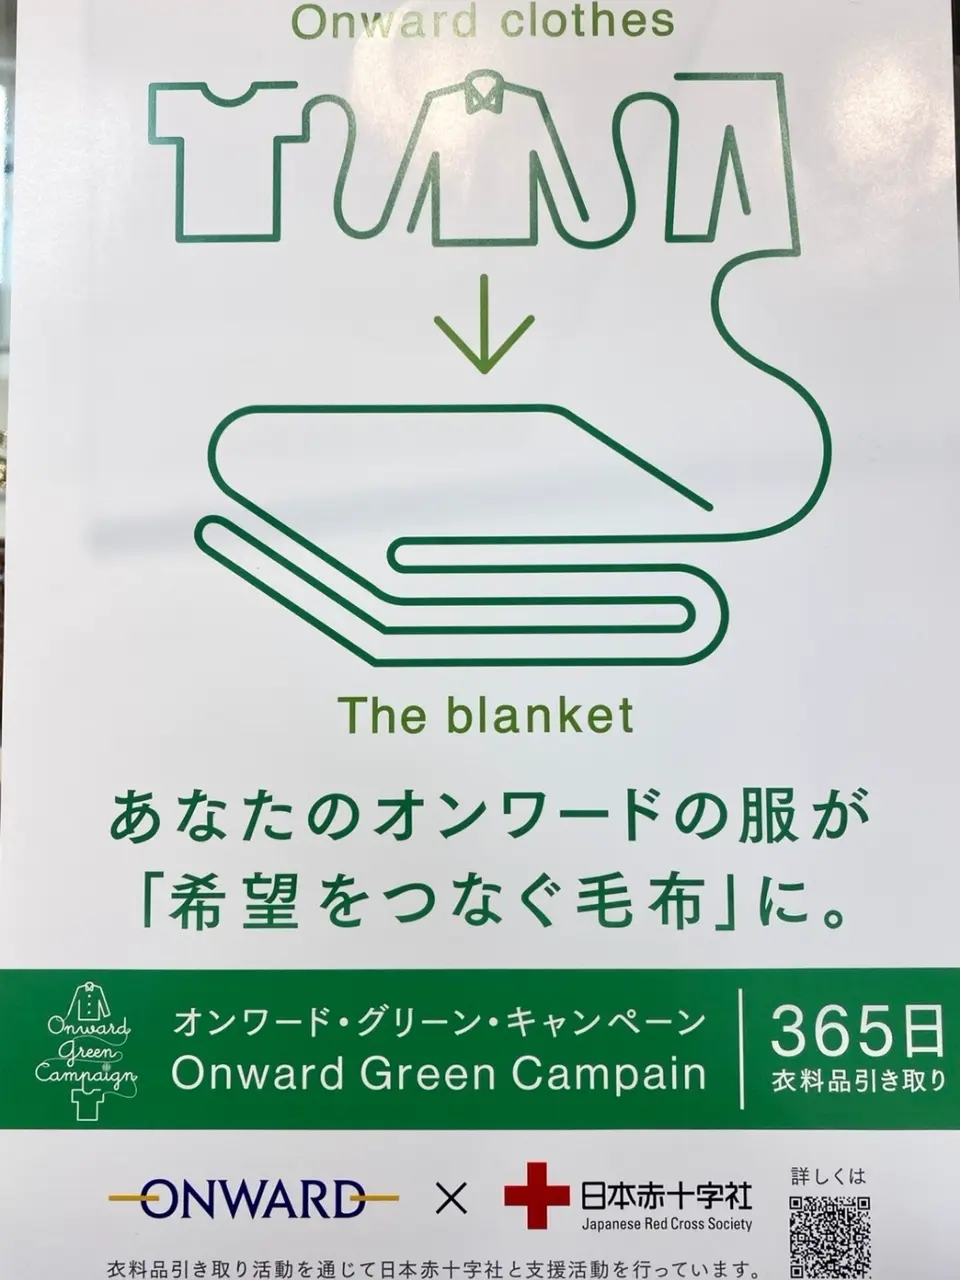 Onward clothes
The blanket
あなたのオンワードの服が
「希望をつなぐ毛布」に。
Onward
Green
Campaign
オンワード・グリーン・キャンペーン
Onward Green Campain
365日
衣料品引き取り
ONWARD × 日本赤十字社
Japanese Red Cross Society
詳しくは
衣料品引き取り活動を通じて日本赤十字社と支援活動を行っています。